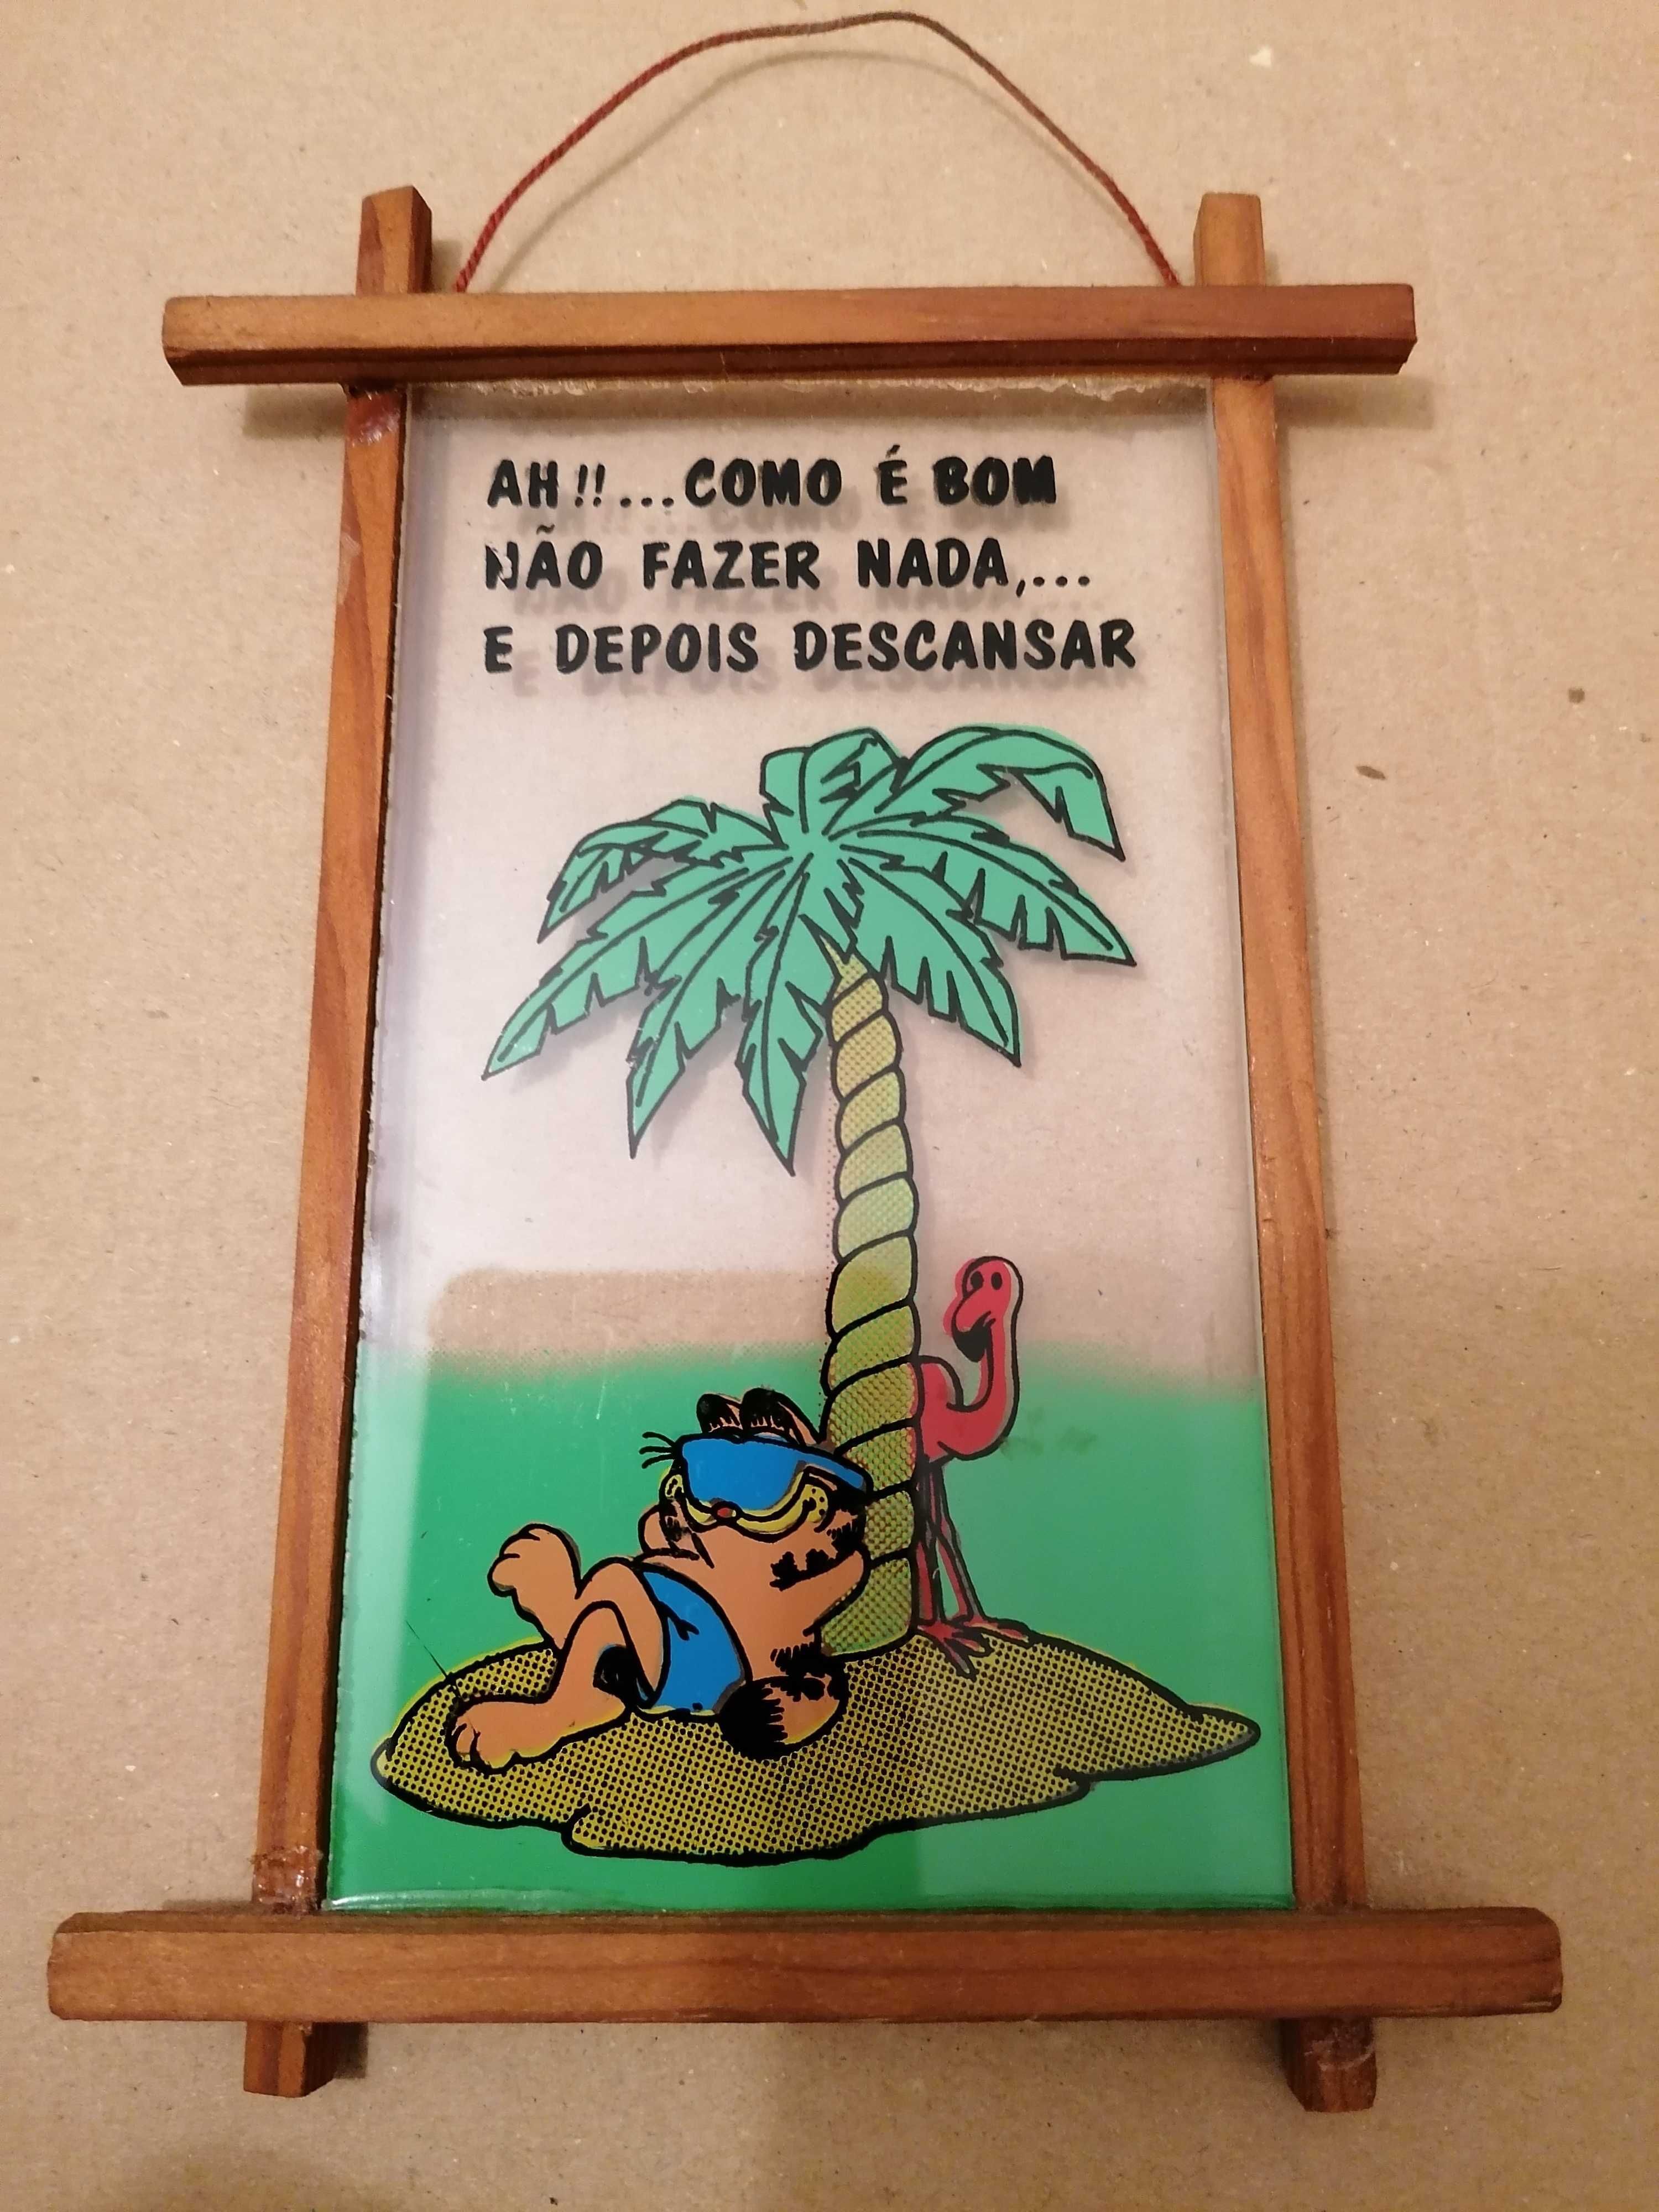 AH!!...COMO É BOM
NÃO FAZER NADA,...
E DEPOIS DESCANSAR